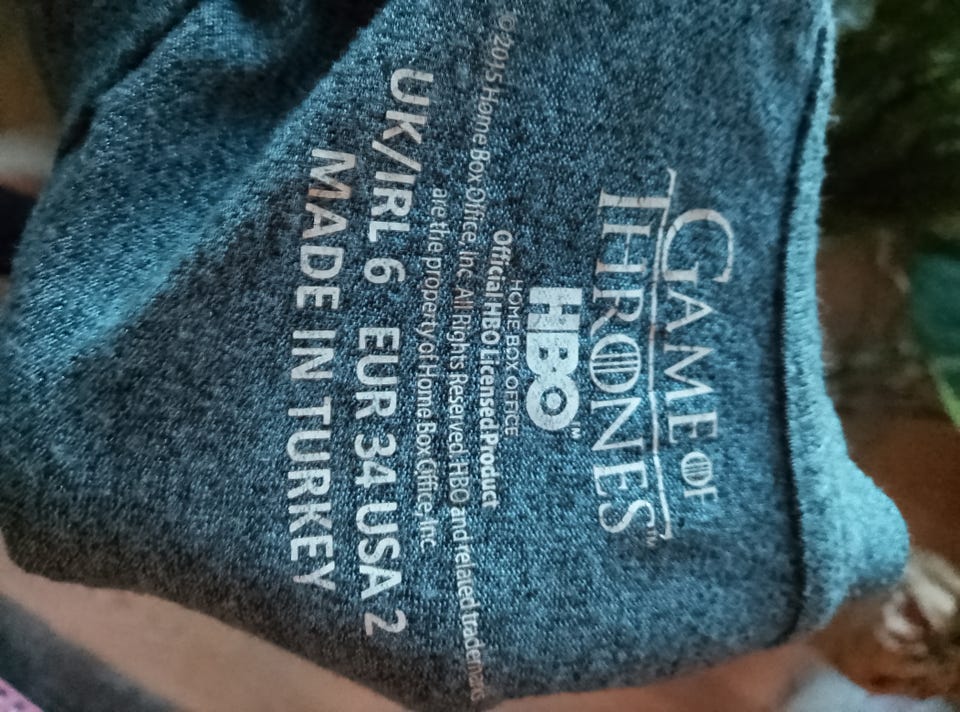 GAME OF
THRONES™
HBO™
HOME BOX OFFICE
Official HBO Licensed Product
© 2015 Home Box Office, Inc. All Rights Reserved HBO and related trademarks
are the property of Home Box Office, Inc
UK/IRL 6 EUR 34 USA 2
MADE IN TURKEY